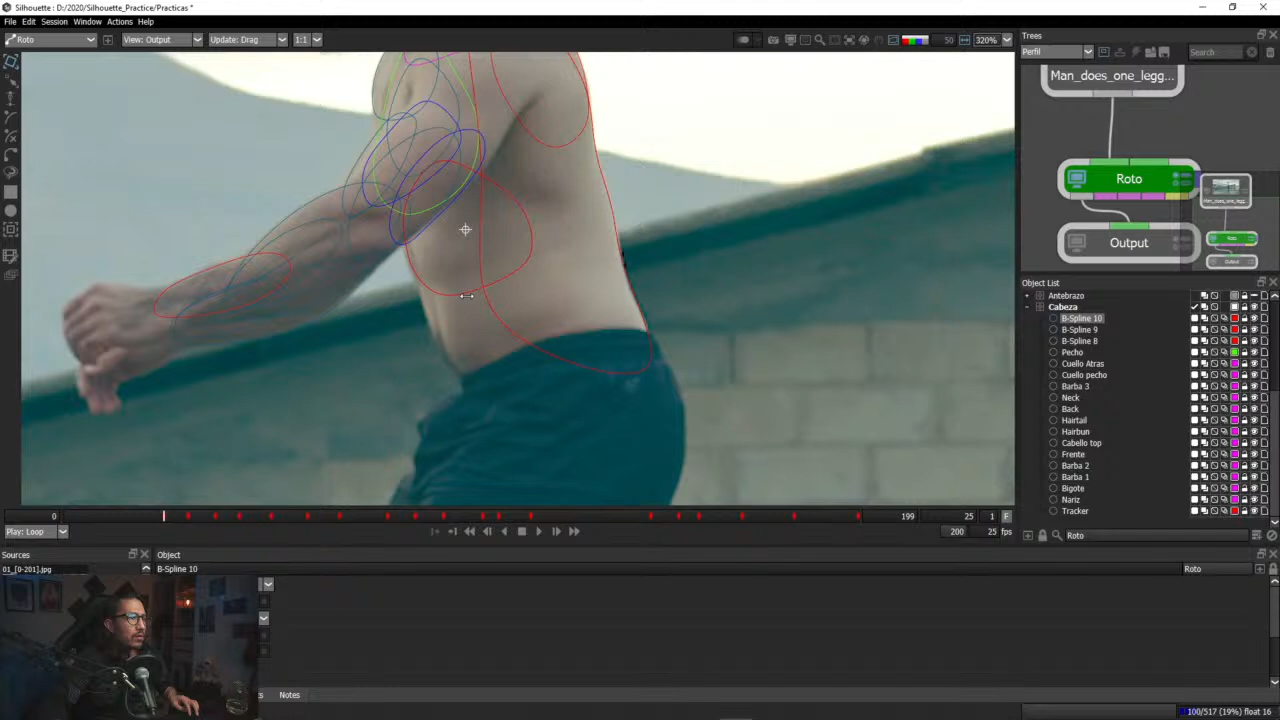 Silhouette : D:/2020/Silhouette_Practice/Practicas *
File Edit Session Window Actions Help
Roto View: Output Update: Drag 1:1 50 320%
Trees
Perfil Search
Man_does_one_legg...
Roto
Output
Man_does_one_legg
Roto
Output
Object List
Antebrazo
Cabeza
B-Spline 10
B-Spline 9
B-Spline 8
Pecho
Cuello Atras
Cuello pecho
Barba 3
Neck
Back
Hairtail
Hairbun
Cabello top
Frente
Barba 2
Barba 1
Bigote
Nariz
Tracker
0 199 25 1 F
Play: Loop 200 25 fps
Roto
Sources Object
01_[0-201].jpg B-Spline 10 Roto
Notes
100/517 (19%) float 16